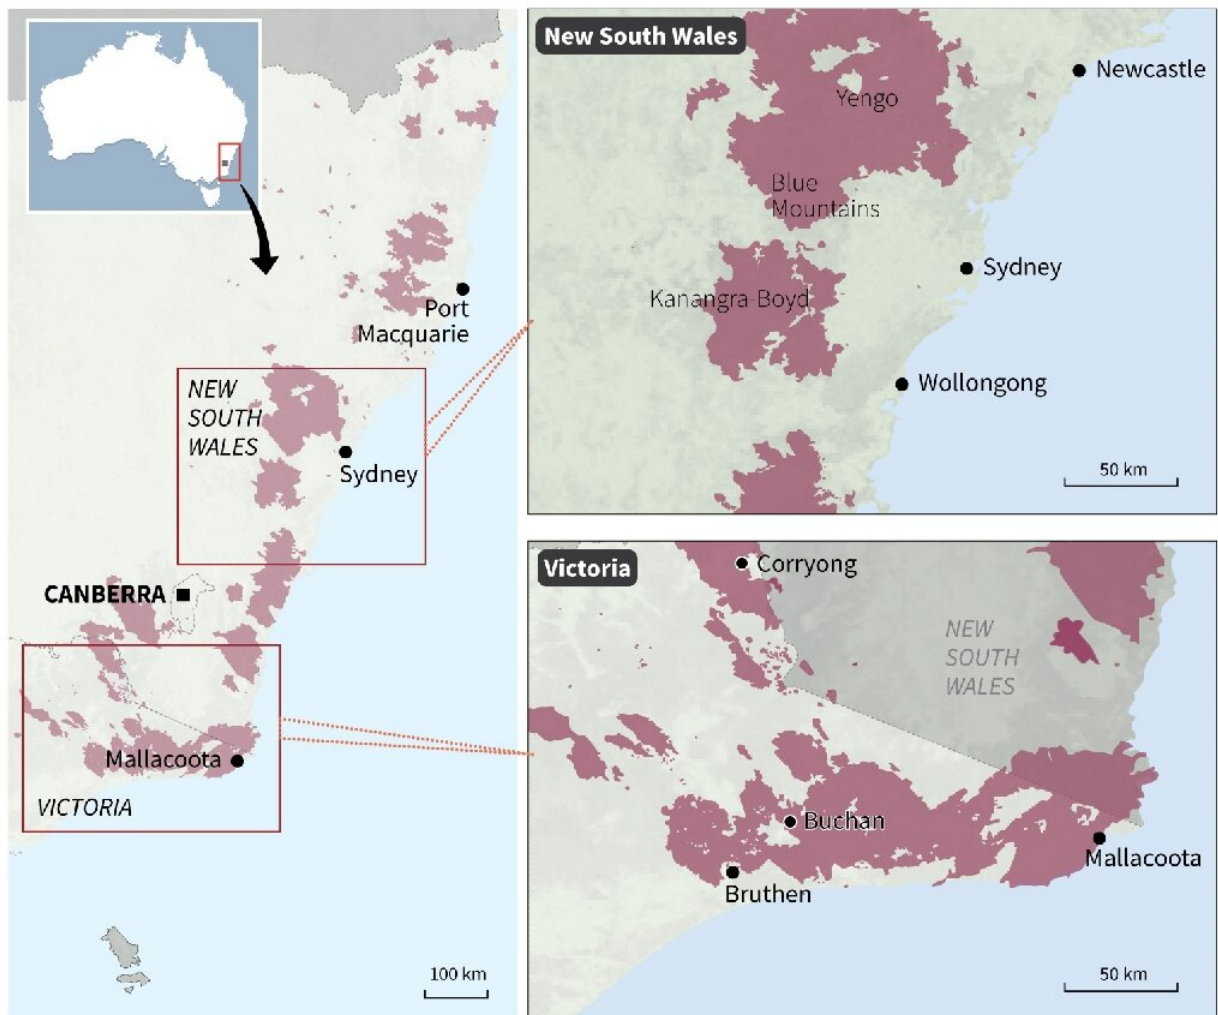 Port
Macquarie
NEW
SOUTH
WALES
Sydney
CANBERRA
Mallacoota
VICTORIA
100 km
New South Wales
Newcastle
Yengo
Blue
Mountains
Sydney
Kanangra-Boyd
Wollongong
50 km
Victoria
Corryong
NEW
SOUTH
WALES
Buchan
Mallacoota
Bruthen
50 km